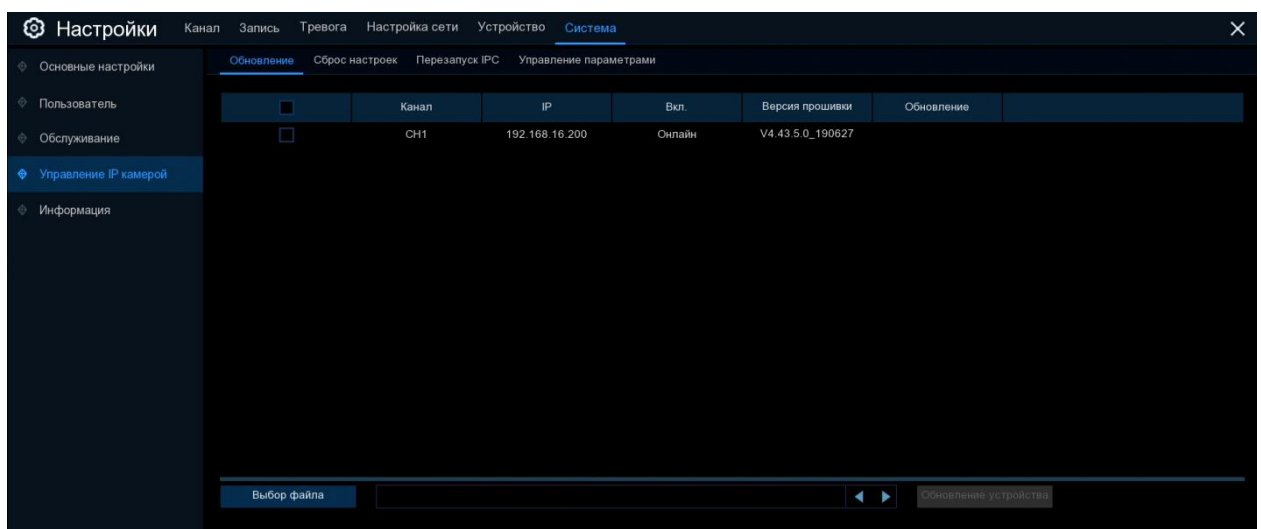 Настройки Канал Запись Тревога Настройка сети Устройство Система
Основные настройки
Пользователь
Обслуживание
Управление IP камерой
Информация
Обновление Сброс настроек Перезапуск IPC Управление параметрами
Канал IP Вкл. Версия прошивки Обновление
CH1 192.168.16.200 Онлайн V4.43.5.0_190627
Выбор файла Обновление устройства